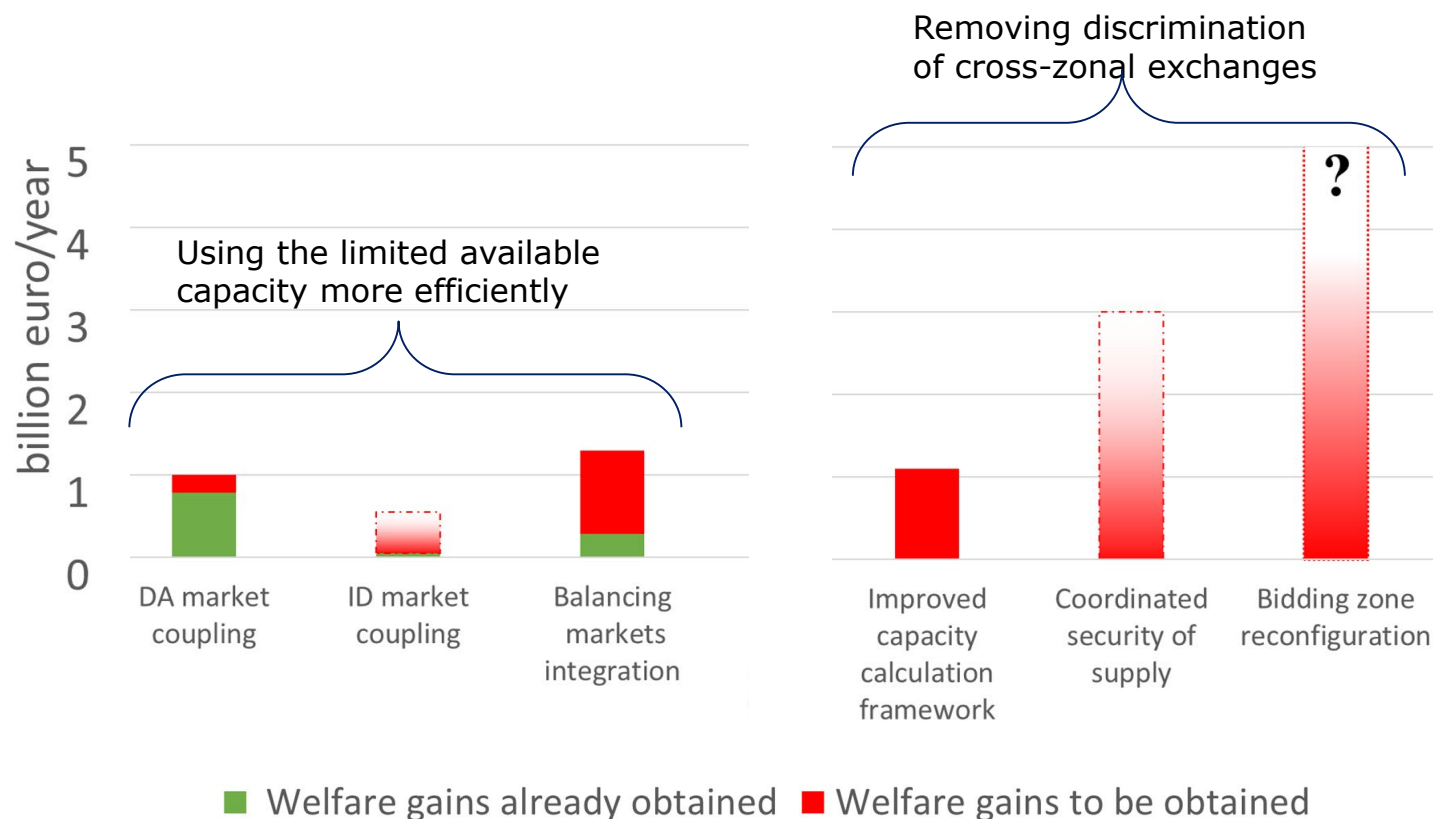 Removing discrimination
of cross-zonal exchanges
billion euro/year
5
4
3
2
1
0
Using the limited available
capacity more efficiently
?
DA market
coupling
ID market
coupling
Balancing
markets
integration
Improved
capacity
calculation
framework
Coordinated
security of
supply
Bidding zone
reconfiguration
Welfare gains already obtained
Welfare gains to be obtained